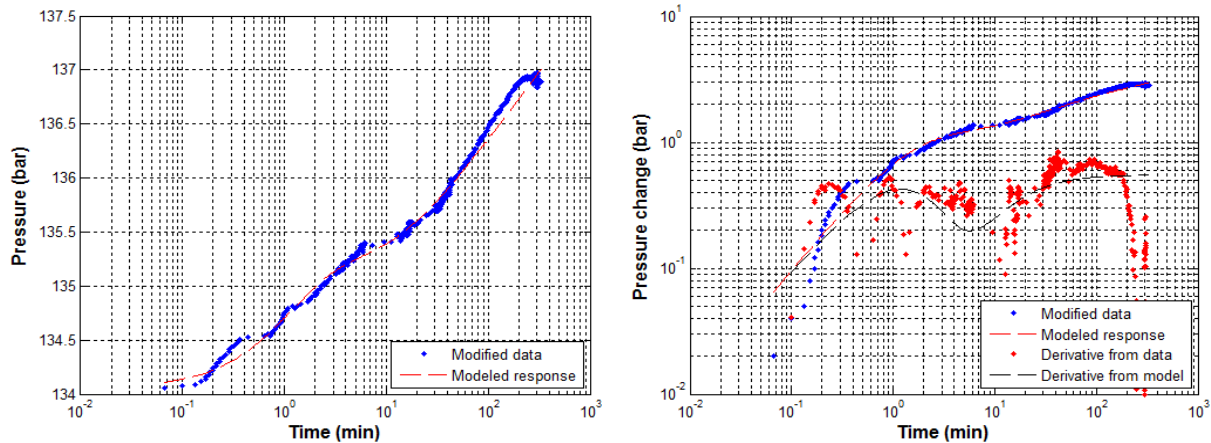 137.5
137
136.5
136
135.5
135
134.5
134
10^-2
10^-1
10^0
10^1
10^2
10^3
Pressure (bar)
Time (min)
Modified data
Modeled response
10^1
10^0
10^-1
10^-2
10^-2
10^-1
10^0
10^1
10^2
10^3
Pressure change (bar)
Time (min)
Modified data
Modeled response
Derivative from data
Derivative from model